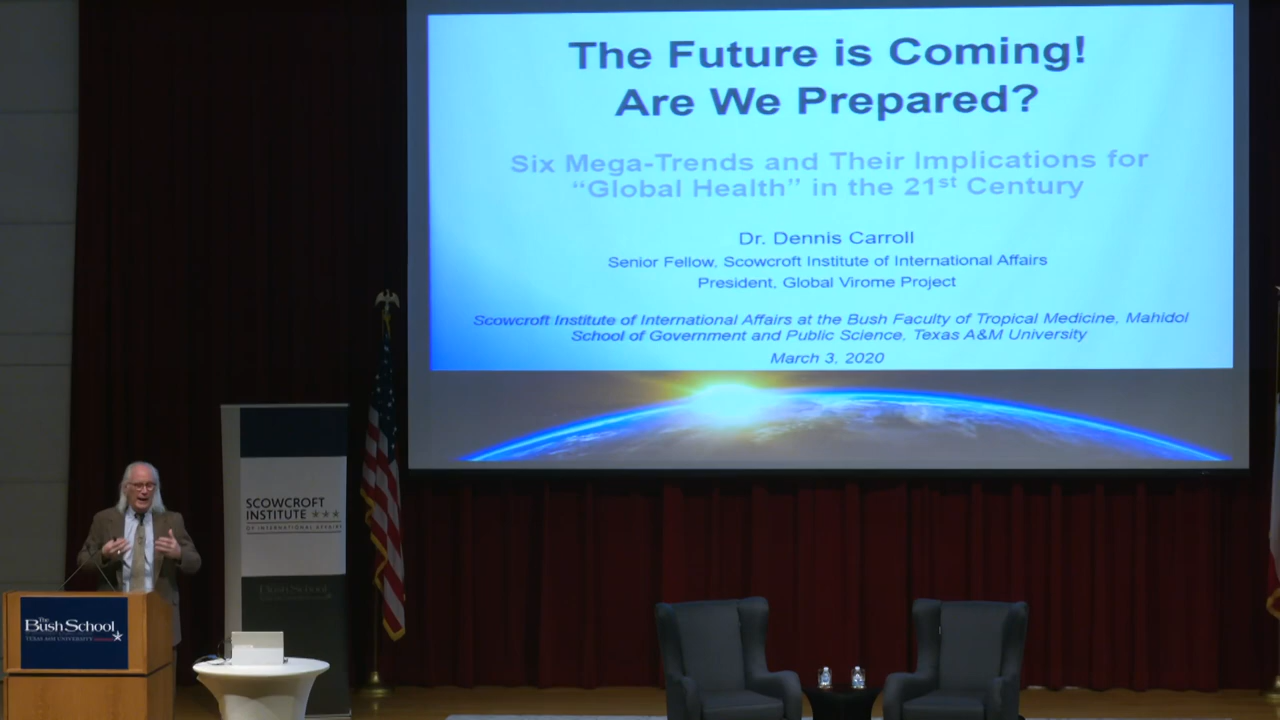 The Future is Coming!
Are We Prepared?
Six Mega-Trends and Their Implications for
“Global Health” in the 21st Century
Dr. Dennis Carroll
Senior Fellow, Scowcroft Institute of International Affairs
President, Global Virome Project
Scowcroft Institute of International Affairs at the Bush Faculty of Tropical Medicine, Mahidol
School of Government and Public Science, Texas A&M University
March 3, 2020
SCOWCROFT
INSTITUTE
OF INTERNATIONAL AFFAIRS
The Bush School
The
Bush School
TEXAS A&M UNIVERSITY